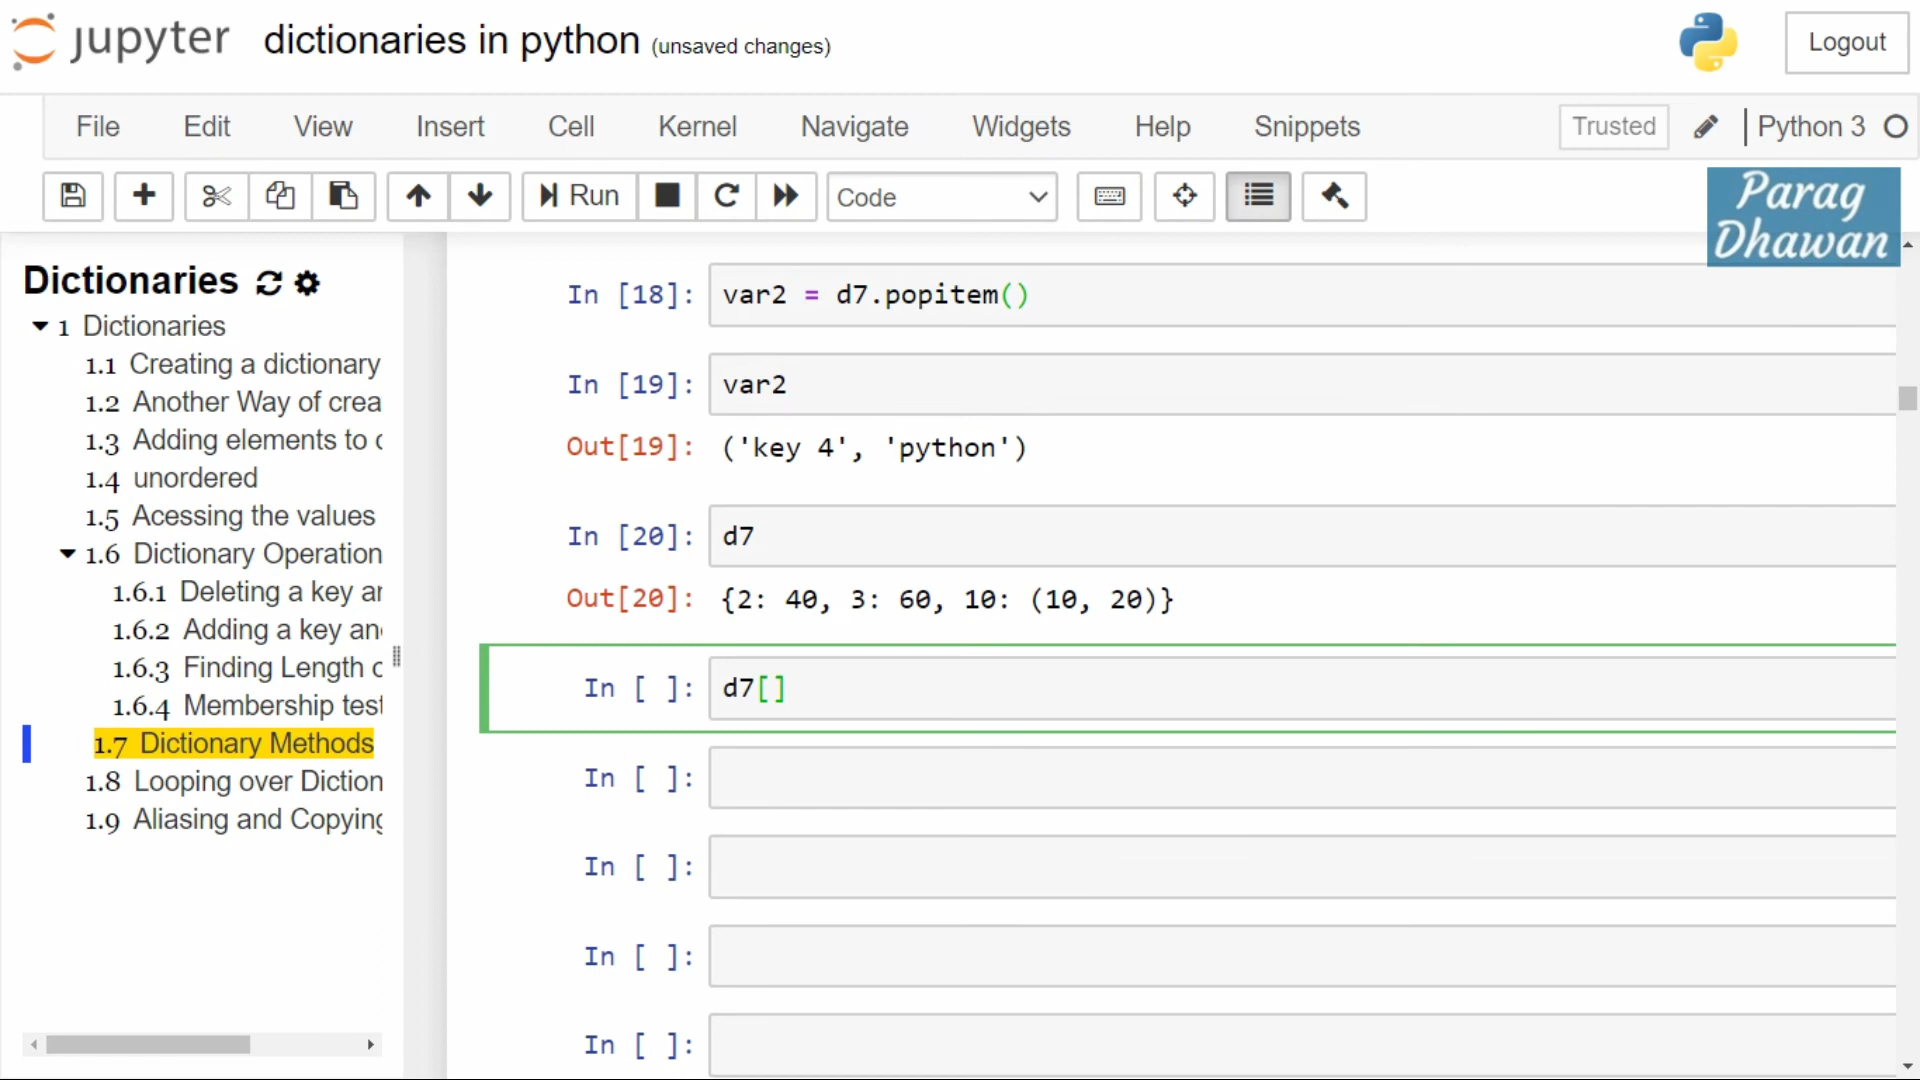 jupyter dictionaries in python (unsaved changes) Logout
File Edit View Insert Cell Kernel Navigate Widgets Help Snippets Trusted Python 3
Run Code
Parag
Dhawan
Dictionaries
1 Dictionaries
1.1 Creating a dictionary
1.2 Another Way of crea
1.3 Adding elements to
1.4 unordered
1.5 Acessing the values
1.6 Dictionary Operation
1.6.1 Deleting a key
1.6.2 Adding a key
1.6.3 Finding Length
1.6.4 Membership test
1.7 Dictionary Methods
1.8 Looping over Diction
1.9 Aliasing and Copying
In [18]: var2 = d7.popitem()
In [19]: var2
Out[19]: ('key 4', 'python')
In [20]: d7
Out[20]: {2: 40, 3: 60, 10: (10, 20)}
In [ ]: d7[]
In [ ]:
In [ ]:
In [ ]:
In [ ]: